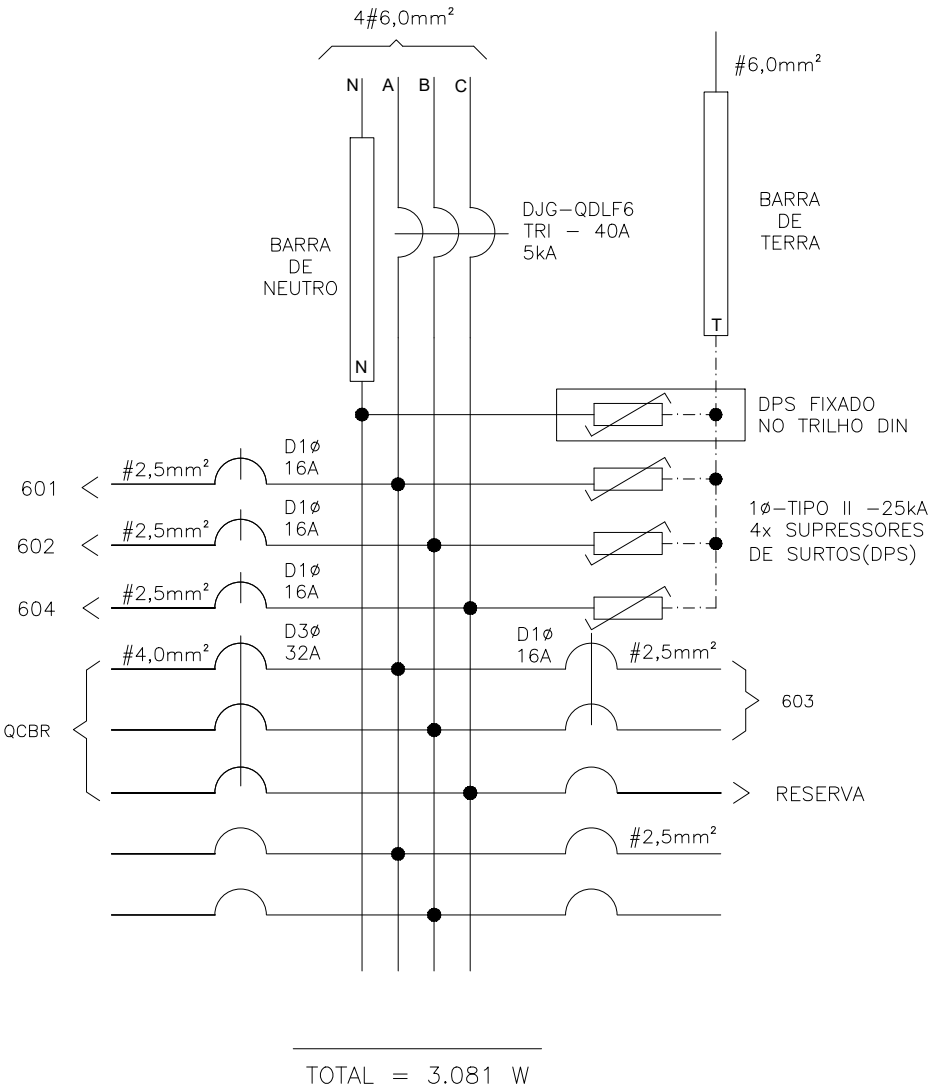 4#6,0mm²
N A B C
#6,0mm²
DJG-QDLF6
TRI - 40A
5kA
BARRA
DE
NEUTRO
BARRA
DE
TERRA
T
N
DPS FIXADO
NO TRILHO DIN
601
#2,5mm²
D1ø
16A
602
#2,5mm²
D1ø
16A
604
#2,5mm²
D1ø
16A
1ø-TIPO II -25kA
4x SUPRESSORES
DE SURTOS(DPS)
QCBR
#4,0mm²
D3ø
32A
D1ø
16A
#2,5mm²
603
RESERVA
#2,5mm²
TOTAL = 3.081 W